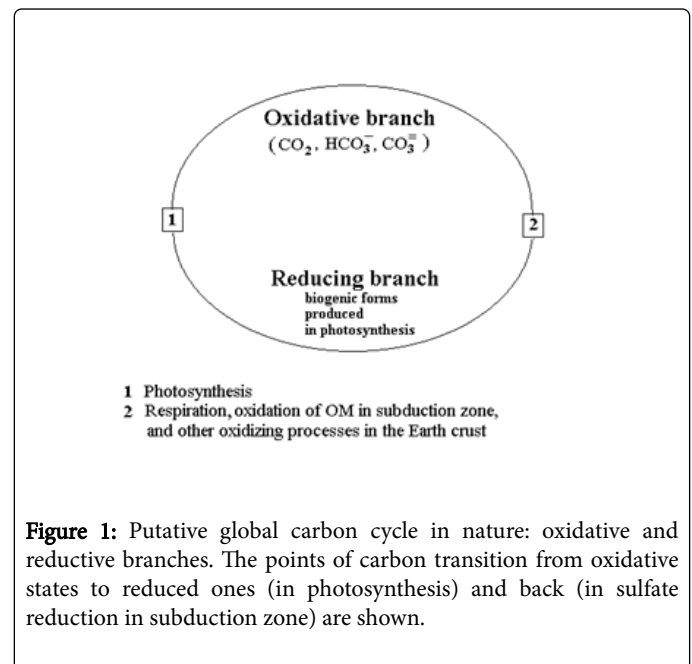 Oxidative branch
(CO₂, HCO₃⁻, CO₃⁼)
1
2
Reducing branch
biogenic forms
produced
in photosynthesis
1 Photosynthesis
2 Respiration, oxidation of OM in subduction zone,
and other oxidizing processes in the Earth crust
Figure 1: Putative global carbon cycle in nature: oxidative and
reductive branches. The points of carbon transition from oxidative
states to reduced ones (in photosynthesis) and back (in sulfate
reduction in subduction zone) are shown.